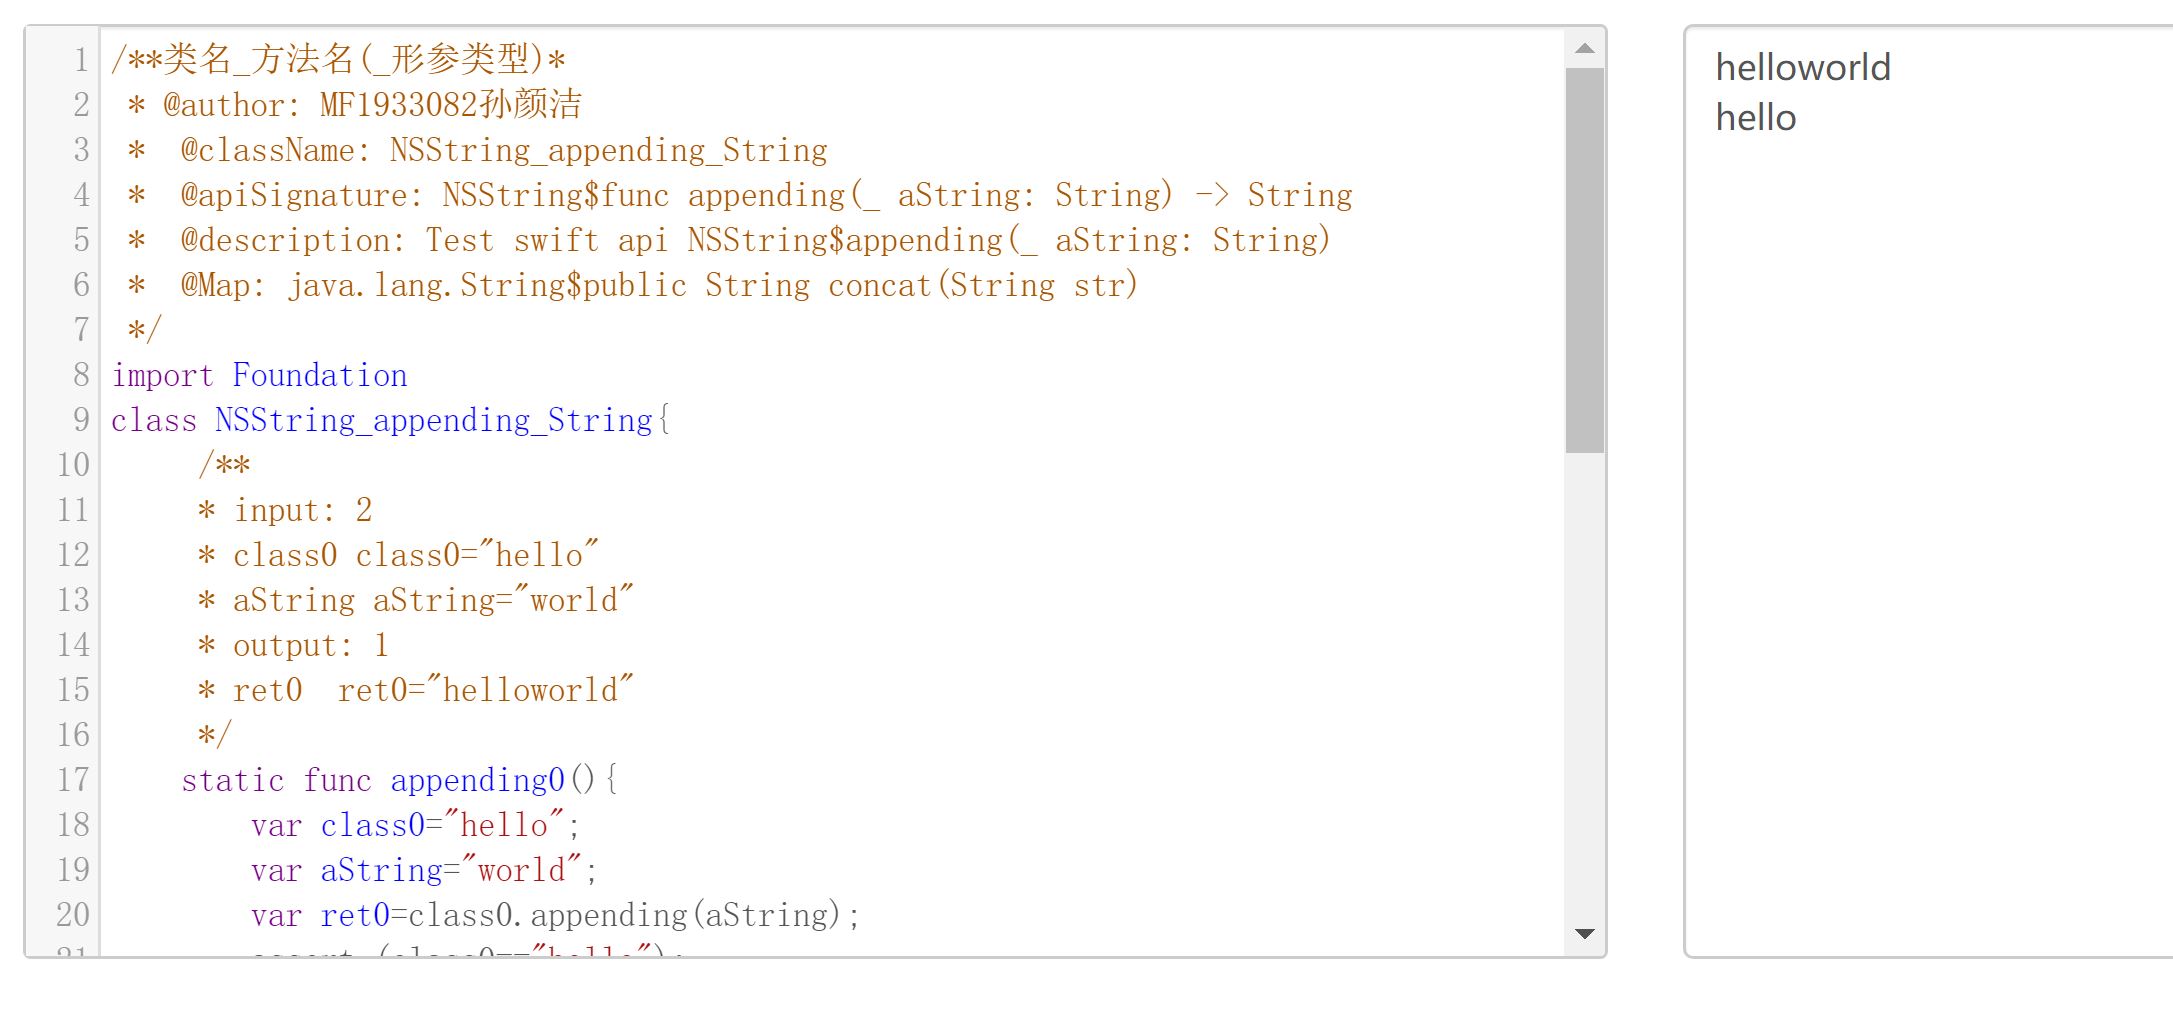 1 /**类名_方法名(_形参类型)*
2  * @author: MF1933082孙颜洁
3  *  @className: NSString_appending_String
4  *  @apiSignature: NSString$func appending(_ aString: String) -> String
5  *  @description: Test swift api NSString$appending(_ aString: String)
6  *  @Map: java.lang.String$public String concat(String str)
7  */
8 import Foundation
9 class NSString_appending_String{
10      /**
11      * input: 2
12      * class0 class0="hello"
13      * aString aString="world"
14      * output: 1
15      * ret0  ret0="helloworld"
16      */
17     static func appending0(){
18         var class0="hello";
19         var aString="world";
20         var ret0=class0.appending(aString);
21         assert (class0=="hello");
helloworld
hello